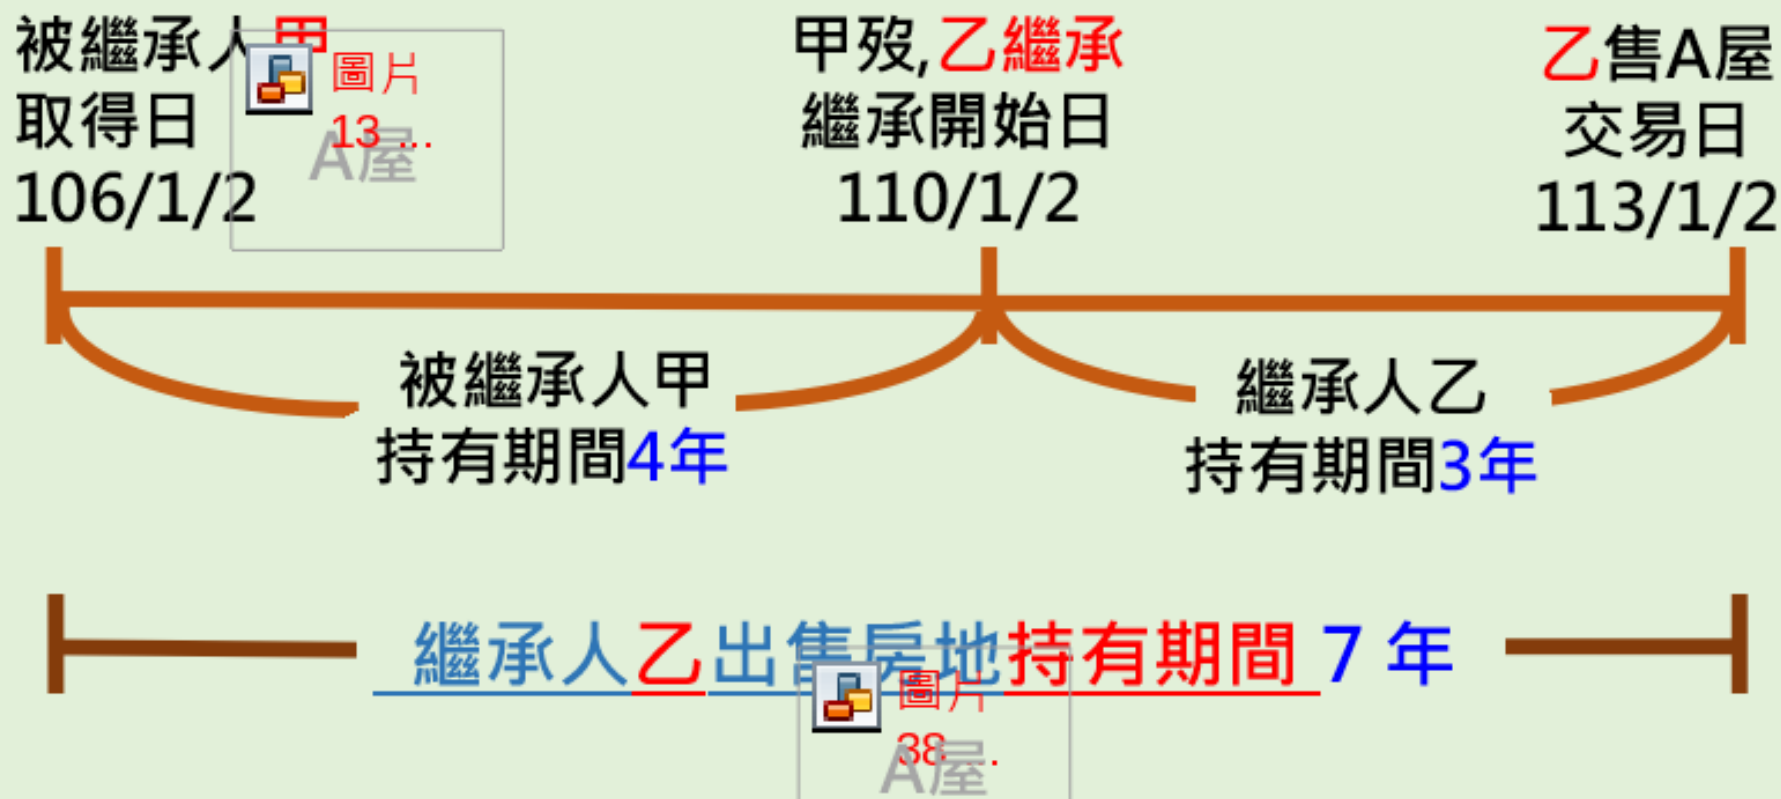 被繼承人甲
取得日
106/1/2
圖片
13 ...
A屋
甲歿,乙繼承
繼承開始日
110/1/2
乙售A屋
交易日
113/1/2
被繼承人甲
持有期間4年
繼承人乙
持有期間3年
繼承人乙出售房地持有期間 7 年
圖片
38 ...
A屋